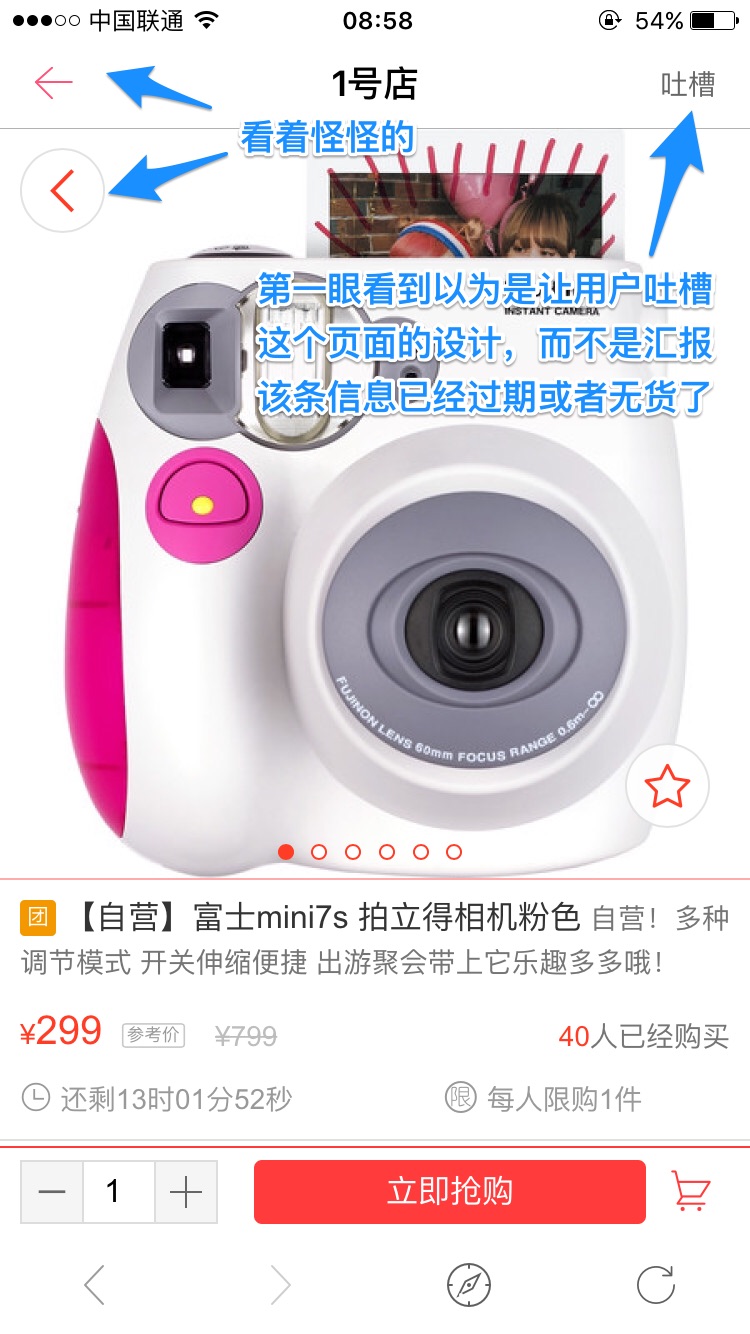 中国联通 08:58 54%
1号店 吐槽
看着怪怪的
第一眼看到以为是让用户吐槽
INSTANT CAMERA
这个页面的设计，而不是汇报
该条信息已经过期或者无货了
FUJINON LENS 60mm FOCUS RANGE 0.6m-∞
团 【自营】富士mini7s 拍立得相机粉色 自营！多种
调节模式 开关伸缩便捷 出游聚会带上它乐趣多多哦！
¥299 参考价 ¥799 40人已经购买
还剩13时01分52秒 限 每人限购1件
1 立即抢购